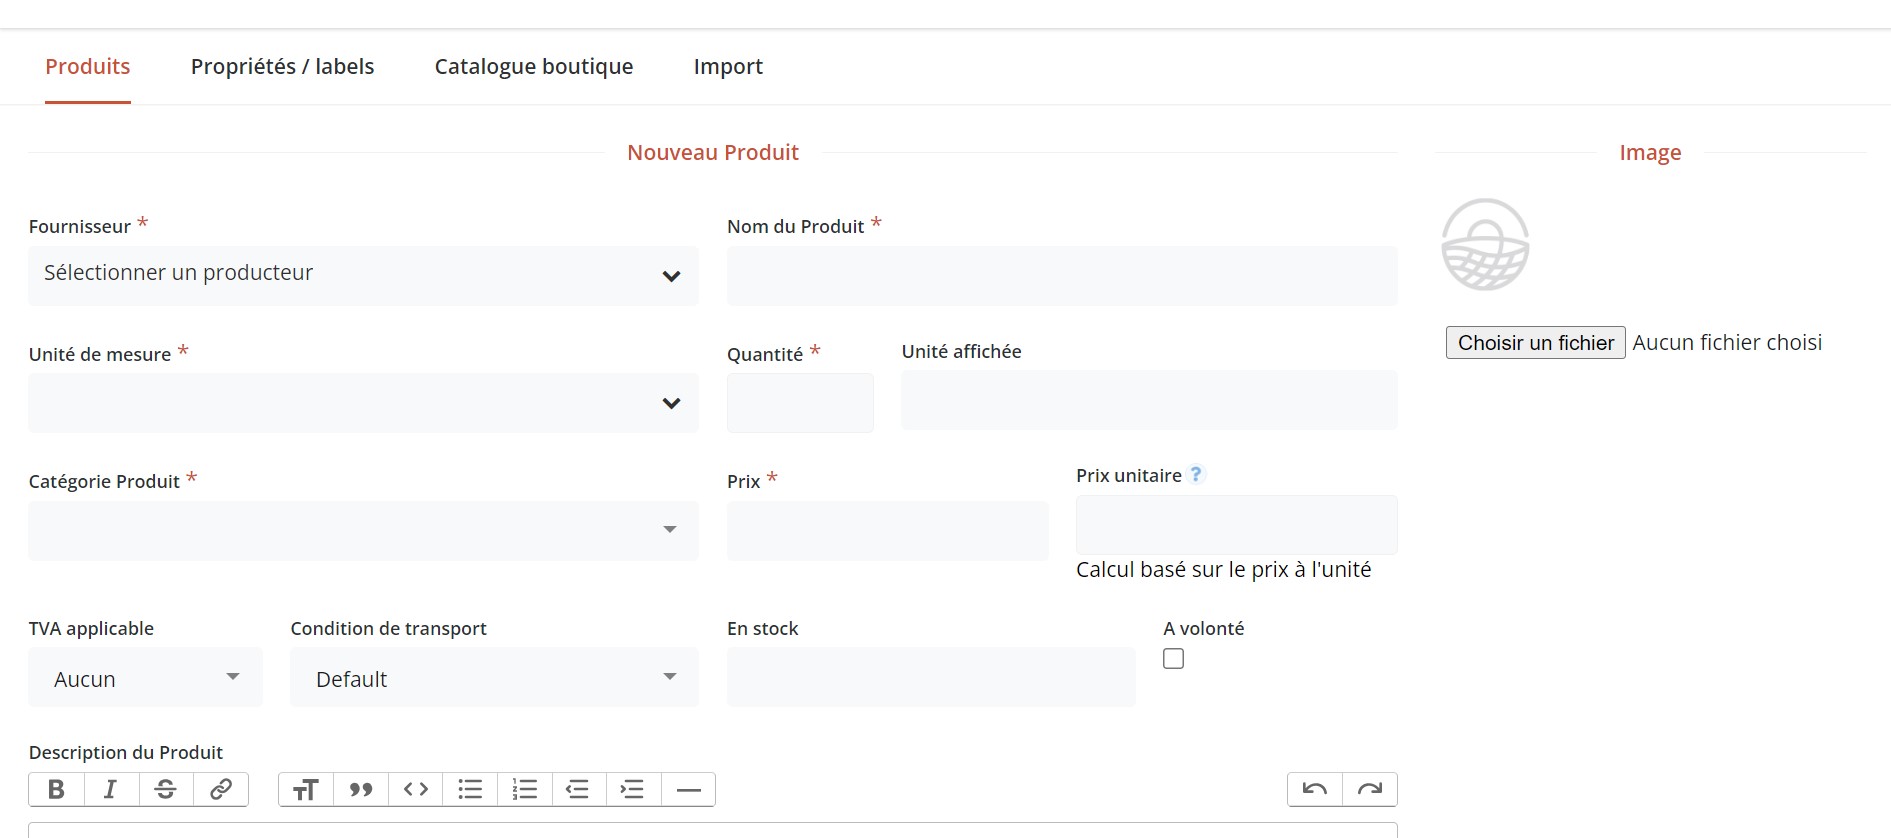 Produits Propriétés / labels Catalogue boutique Import
Nouveau Produit
Image
Fournisseur *
Nom du Produit *
Sélectionner un producteur
Choisir un fichier Aucun fichier choisi
Unité de mesure *
Quantité *
Unité affichée
Catégorie Produit *
Prix *
Prix unitaire ?
Calcul basé sur le prix à l'unité
TVA applicable
Condition de transport
En stock
A volonté
Aucun
Default
Description du Produit